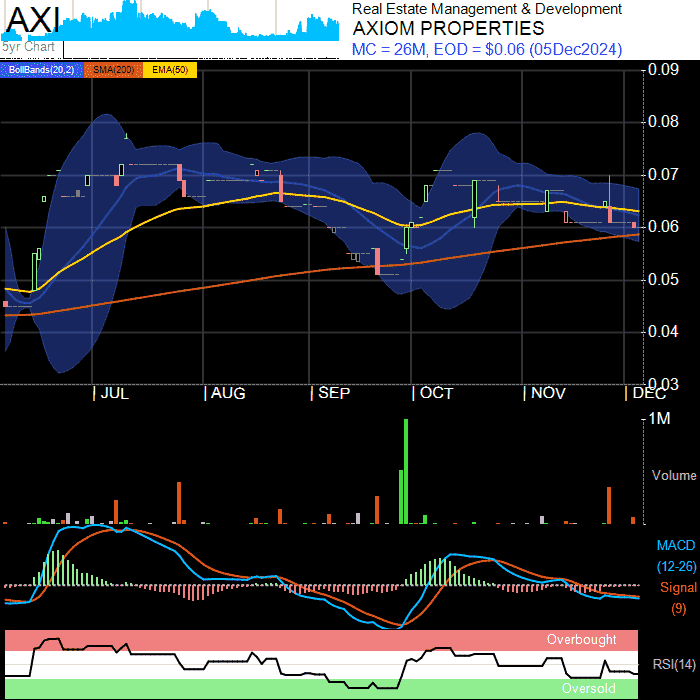 AXI
5yr Chart
Real Estate Management & Development
AXIOM PROPERTIES
MC = 26M, EOD = $0.06 (05Dec2024)
BollBands(20,2) SMA(200) EMA(50)
0.09
0.08
0.07
0.06
0.05
0.04
0.03
JUL AUG SEP OCT NOV DEC
1M
Volume
MACD
(12-26)
Signal
(9)
Overbought
RSI(14)
Oversold